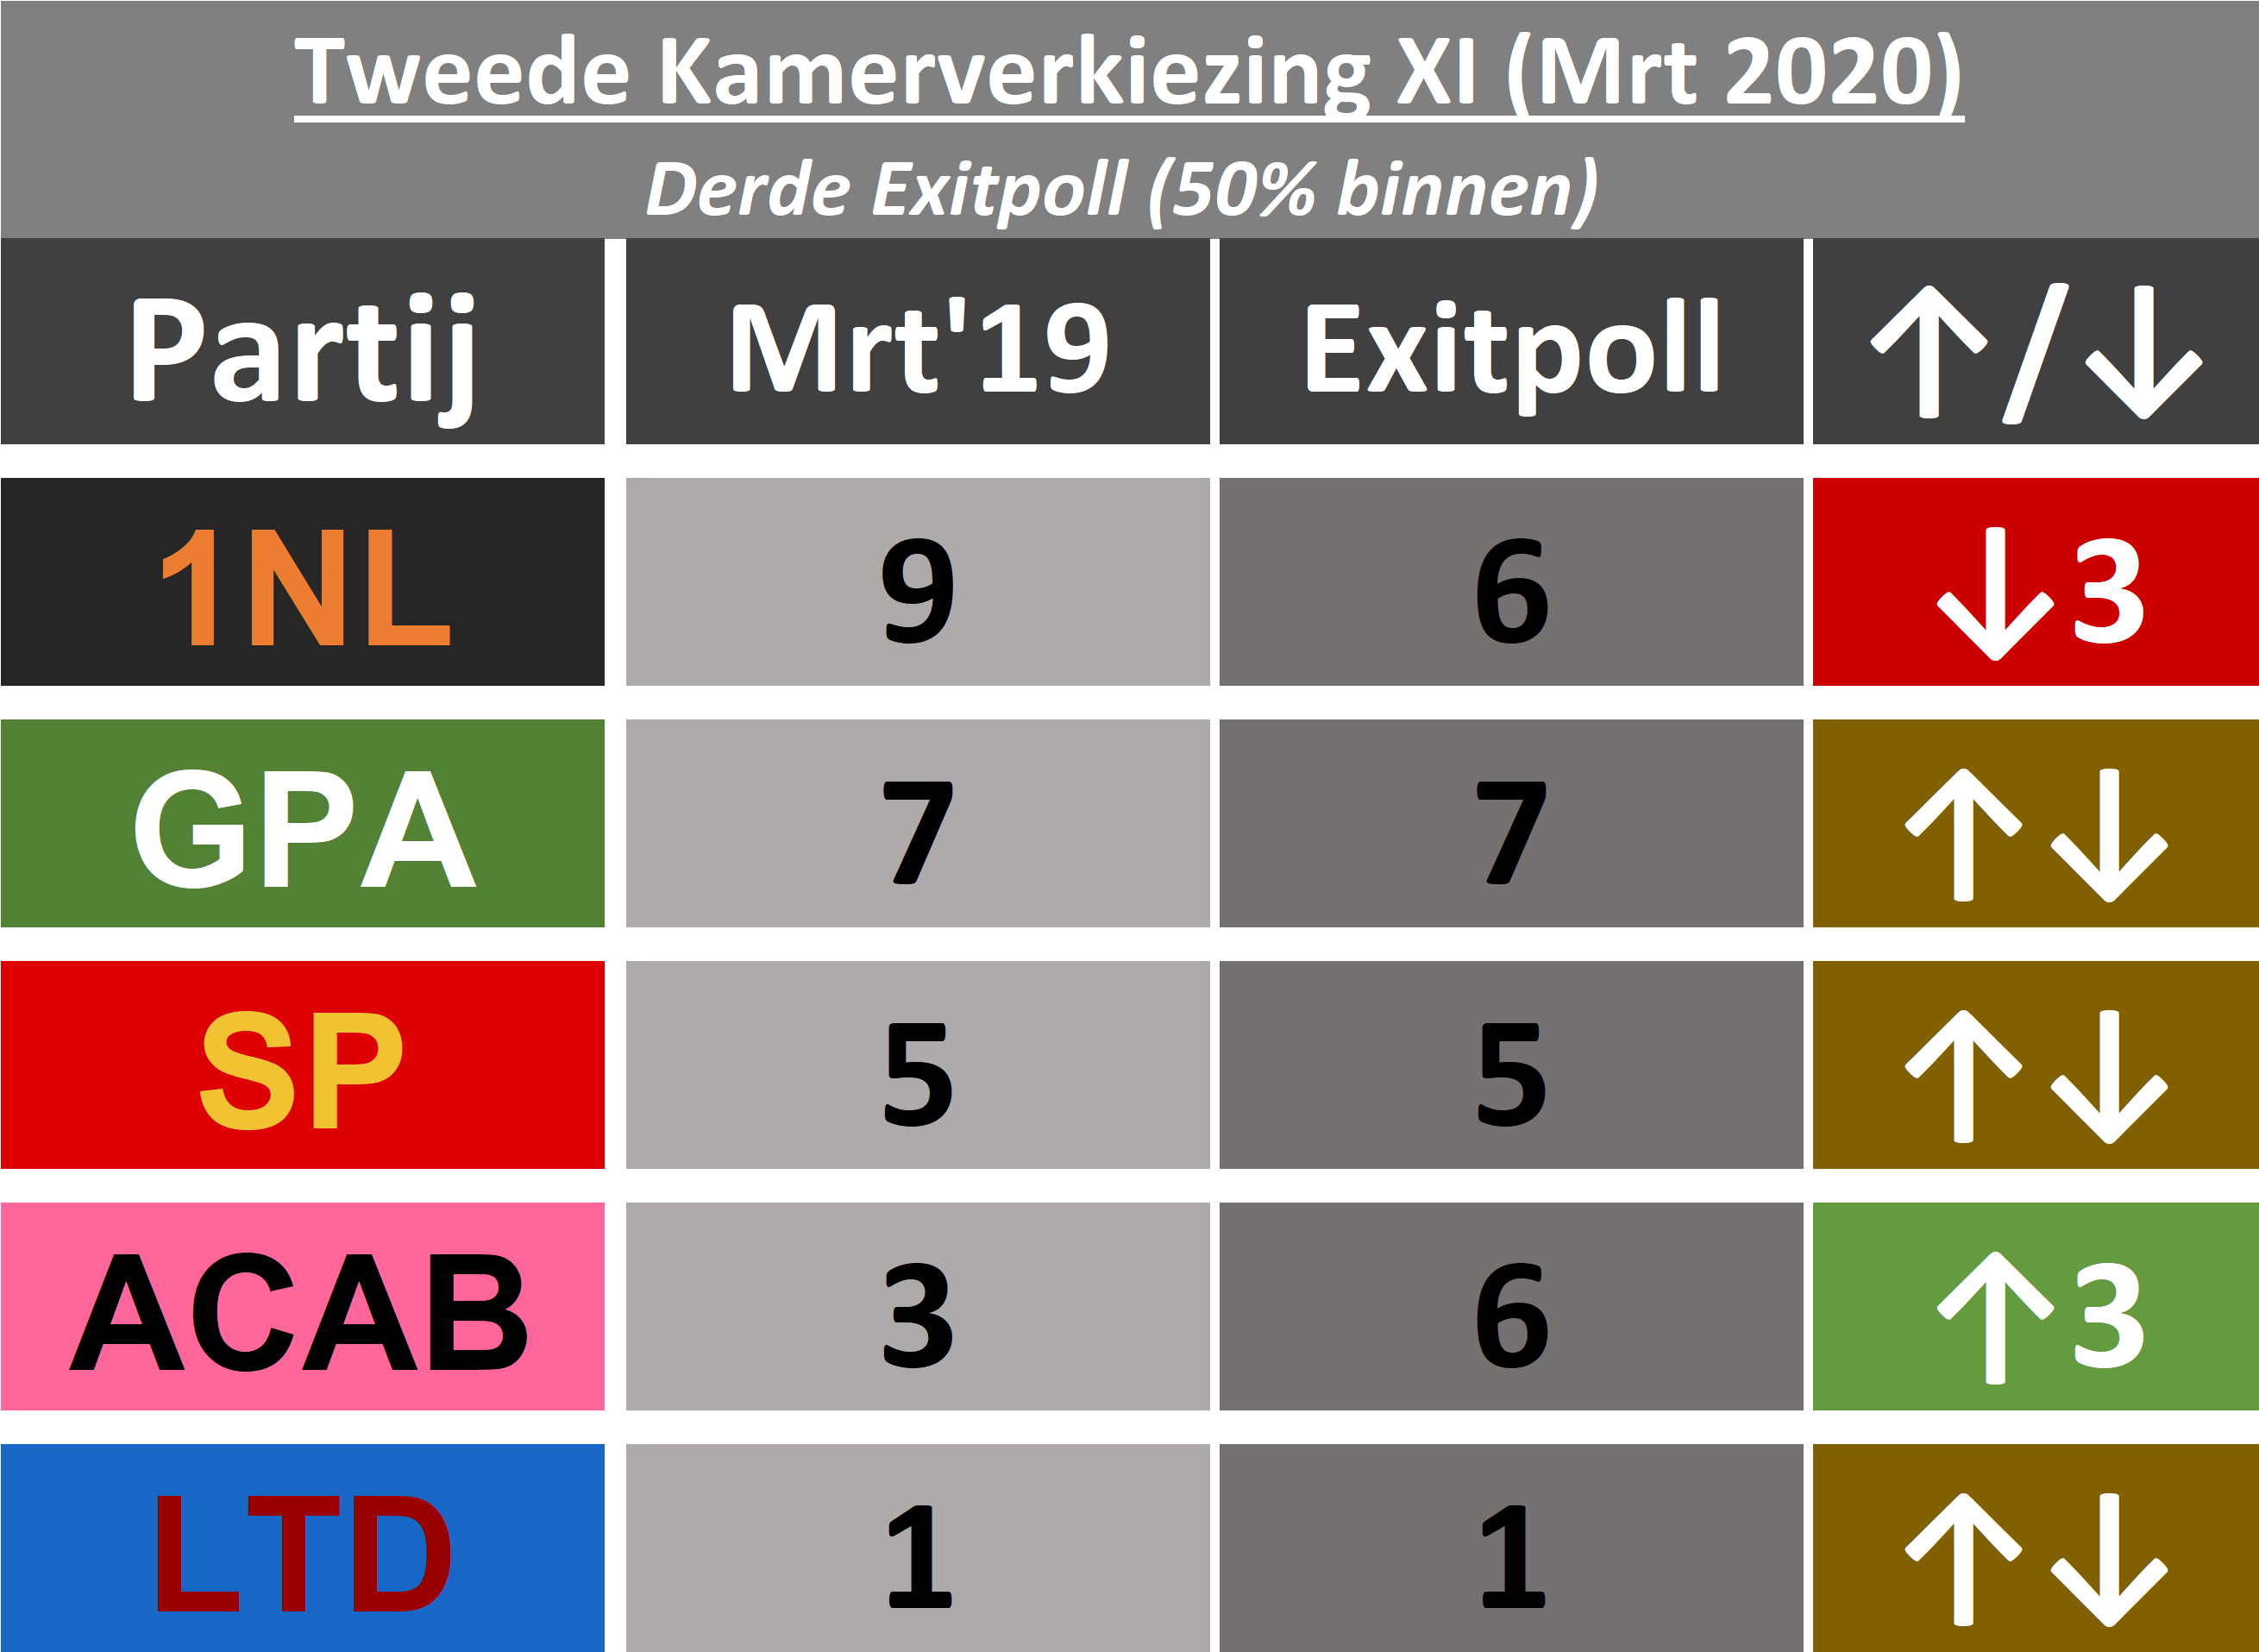 Tweede Kamerverkiezing XI (Mrt 2020)
Derde Exitpoll (50% binnen)
Partij Mrt'19 Exitpoll ↑/↓
1NL 9 6 ↓3
GPA 7 7 ↑↓
SP 5 5 ↑↓
ACAB 3 6 ↑3
LTD 1 1 ↑↓